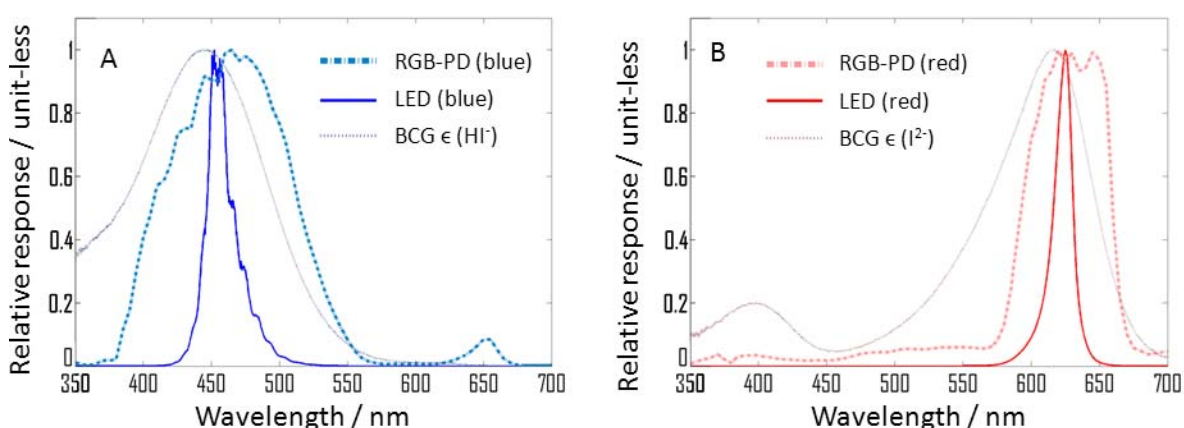 A
RGB-PD (blue)
LED (blue)
BCG ϵ (HI⁻)
Relative response / unit-less
1
0.8
0.6
0.4
0.2
0
350 400 450 500 550 600 650 700
Wavelength / nm
B
RGB-PD (red)
LED (red)
BCG ϵ (I²⁻)
Relative response / unit-less
1
0.8
0.6
0.4
0.2
0
350 400 450 500 550 600 650 700
Wavelength / nm